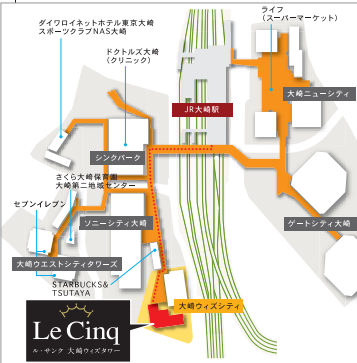 ダイワロイネットホテル東京大崎
スポーツクラブNAS大崎
ライフ
(スーパーマーケット)
ドクトルズ大崎
(クリニック)
大崎ニューシティ
JR大崎駅
シンクパーク
さくら大崎保育園
大崎第二地域センター
セブンイレブン
ソニーシティ大崎
ゲートシティ大崎
大崎ウエストシティタワーズ
STARBUCKS&
TSUTAYA
大崎ウィズシティ
Le Cinq
ル・サンク 大崎ウィズタワー